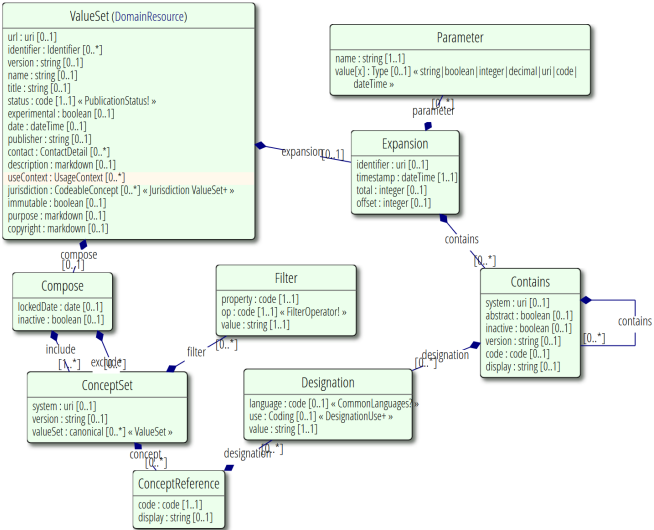 ValueSet (DomainResource)
url : uri [0..1]
identifier : Identifier [0..*]
version : string [0..1]
name : string [0..1]
title : string [0..1]
status : code [1..1] « PublicationStatus! »
experimental : boolean [0..1]
date : dateTime [0..1]
publisher : string [0..1]
contact : ContactDetail [0..*]
description : markdown [0..1]
useContext : UsageContext [0..*]
jurisdiction : CodeableConcept [0..*] « Jurisdiction ValueSet+ »
immutable : boolean [0..1]
purpose : markdown [0..1]
copyright : markdown [0..1]
Parameter
name : string [1..1]
value[x] : Type [0..1] « string|boolean|integer|decimal|uri|code|
dateTime »
[0..*]
parameter
expansion
[0..1]
Expansion
identifier : uri [0..1]
timestamp : dateTime [1..1]
total : integer [0..1]
offset : integer [0..1]
contains
[0..*]
compose
[0..1]
Compose
lockedDate : date [0..1]
inactive : boolean [0..1]
Filter
property : code [1..1]
op : code [1..1] « FilterOperator! »
value : string [1..1]
[0..*]
filter
Contains
system : uri [0..1]
abstract : boolean [0..1]
inactive : boolean [0..1]
version : string [0..1]
code : code [0..1]
display : string [0..1]
contains
[0..*]
include
[1..*]
exclude
[0..*]
designation
[0..*]
ConceptSet
system : uri [0..1]
version : string [0..1]
valueSet : canonical [0..*] « ValueSet »
Designation
language : code [0..1] « CommonLanguages? »
use : Coding [0..1] « DesignationUse+ »
value : string [1..1]
concept
[0..*]
designation
[0..*]
ConceptReference
code : code [1..1]
display : string [0..1]